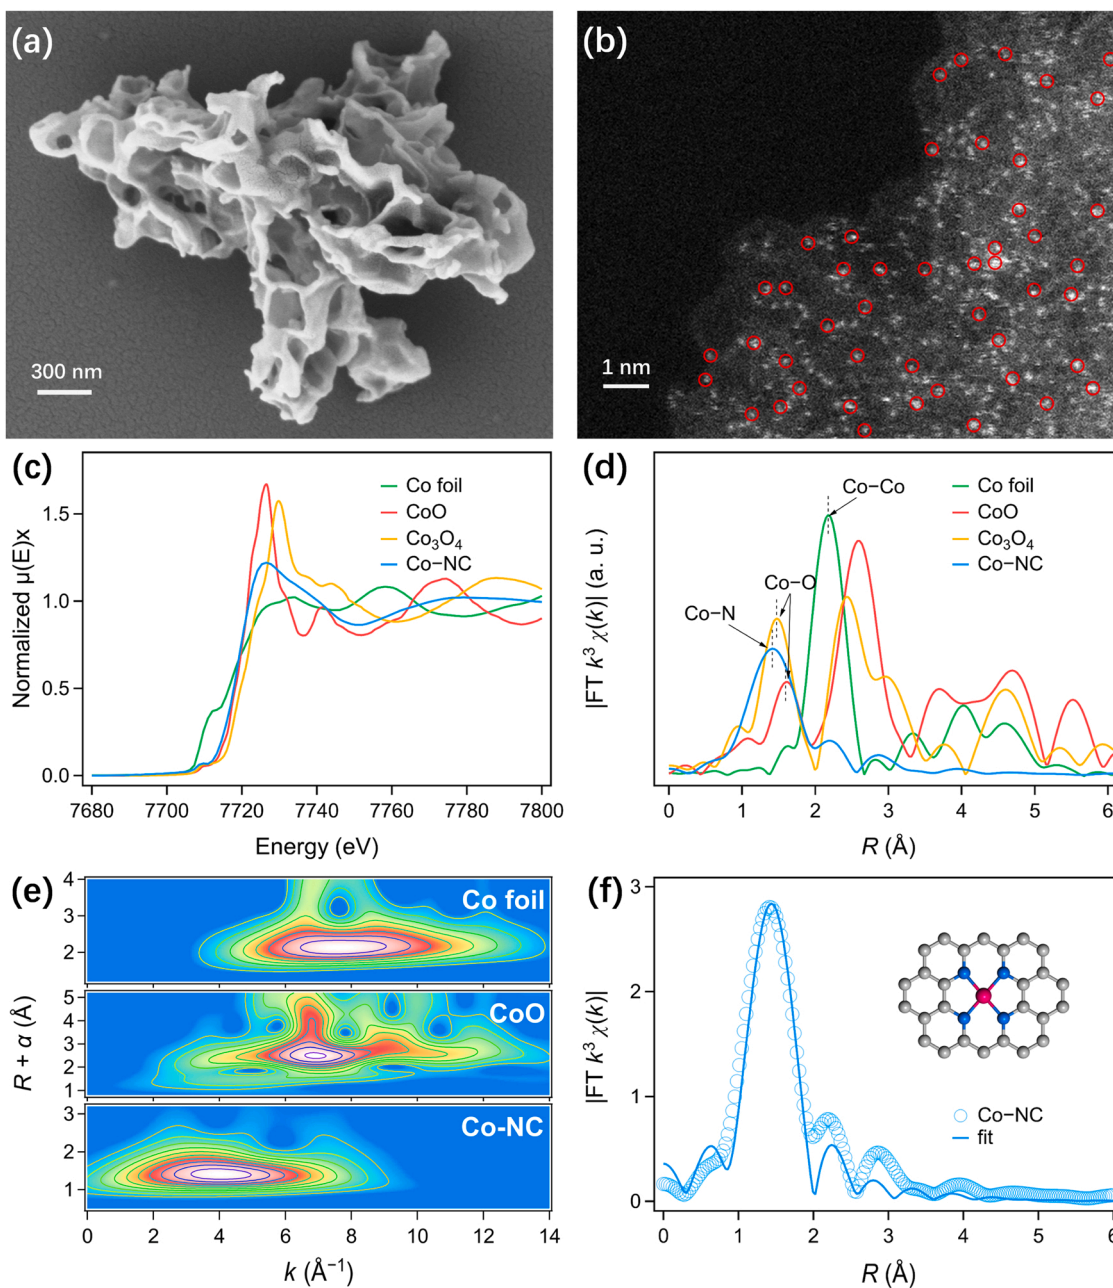 (a)
300 nm
(b)
1 nm
(c)
Normalized μ(E)x
1.5
1.0
0.5
0.0
Co foil
CoO
Co₃O₄
Co−NC
7680 7700 7720 7740 7760 7780 7800
Energy (eV)
(d)
|FT k³ χ(k)| (a. u.)
Co−Co
Co−O
Co−N
Co foil
CoO
Co₃O₄
Co−NC
0 1 2 3 4 5 6
R (Å)
(e)
R + α (Å)
4
3
2
1
Co foil
5
4
3
2
1
CoO
3
2
1
Co-NC
0 2 4 6 8 10 12 14
k (Å⁻¹)
(f)
|FT k³ χ(k)|
3
2
1
0
Co−NC
fit
0 1 2 3 4 5 6
R (Å)